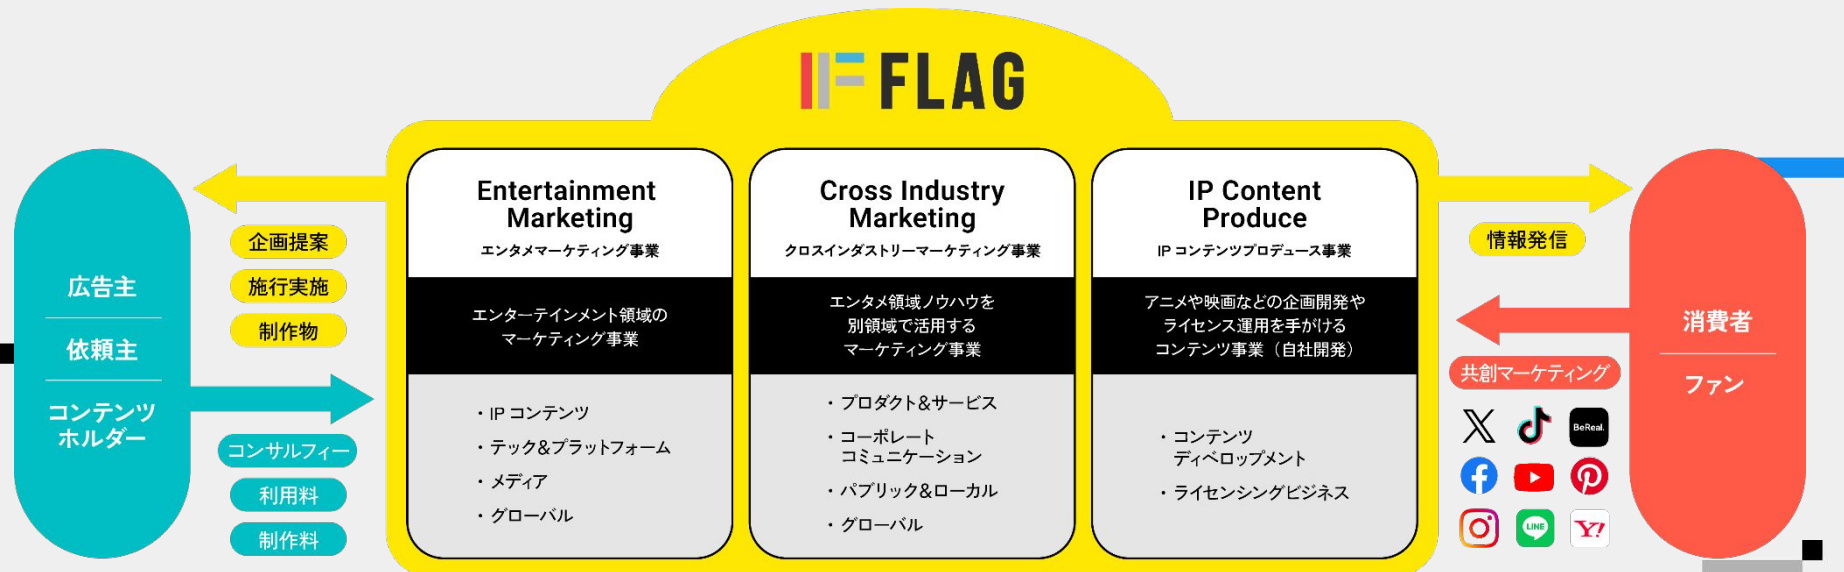 FLAG
広告主
依頼主
コンテンツ
ホルダー
企画提案
施行実施
制作物
コンサルフィー
利用料
制作料
Entertainment
Marketing
エンタメマーケティング事業
エンターテインメント領域の
マーケティング事業
・IP コンテンツ
・テック&プラットフォーム
・メディア
・グローバル
Cross Industry
Marketing
クロスインダストリーマーケティング事業
エンタメ領域ノウハウを
別領域で活用する
マーケティング事業
・プロダクト&サービス
・コーポレート
コミュニケーション
・パブリック&ローカル
・グローバル
IP Content
Produce
IP コンテンツプロデュース事業
アニメや映画などの企画開発や
ライセンス運用を手がける
コンテンツ事業（自社開発）
・コンテンツ
ディベロップメント
・ライセンシングビジネス
情報発信
共創マーケティング
BeReal.
LINE
Y!
消費者
ファン